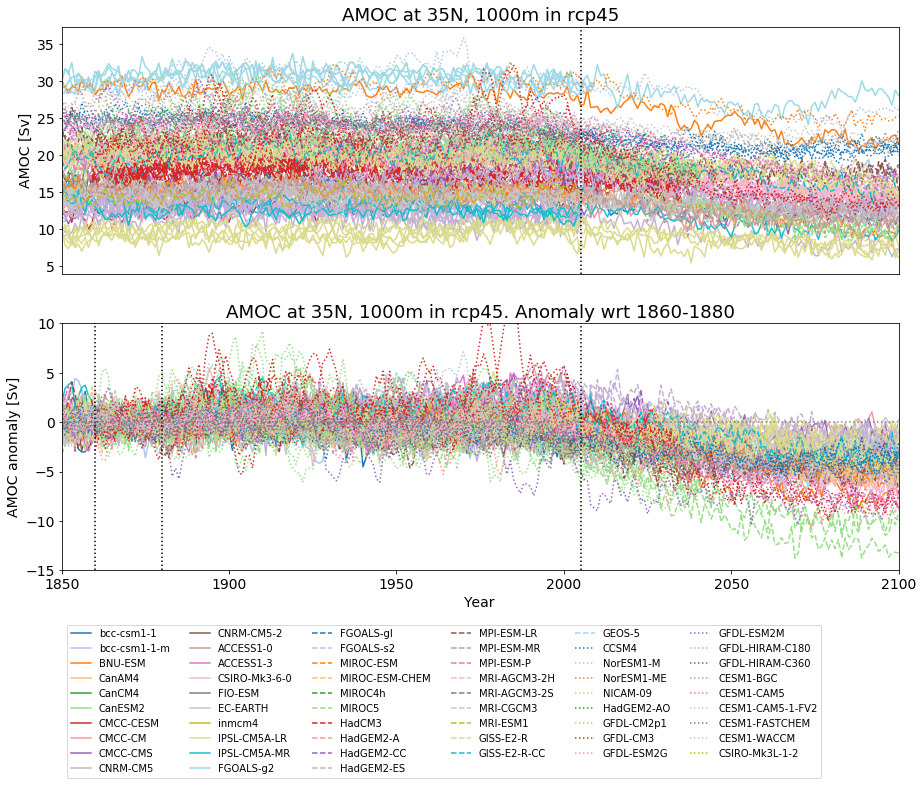 AMOC at 35N, 1000m in rcp45
35
30
25
20
15
10
5
AMOC [Sv]
AMOC at 35N, 1000m in rcp45. Anomaly wrt 1860-1880
10
5
0
−5
−10
−15
AMOC anomaly [Sv]
1850 1900 1950 2000 2050 2100
Year
bcc-csm1-1
bcc-csm1-1-m
BNU-ESM
CanAM4
CanCM4
CanESM2
CMCC-CESM
CMCC-CM
CMCC-CMS
CNRM-CM5
CNRM-CM5-2
ACCESS1-0
ACCESS1-3
CSIRO-Mk3-6-0
FIO-ESM
EC-EARTH
inmcm4
IPSL-CM5A-LR
IPSL-CM5A-MR
FGOALS-g2
FGOALS-gl
FGOALS-s2
MIROC-ESM
MIROC-ESM-CHEM
MIROC4h
MIROC5
HadCM3
HadGEM2-A
HadGEM2-CC
HadGEM2-ES
MPI-ESM-LR
MPI-ESM-MR
MPI-ESM-P
MRI-AGCM3-2H
MRI-AGCM3-2S
MRI-CGCM3
MRI-ESM1
GISS-E2-R
GISS-E2-R-CC
GEOS-5
CCSM4
NorESM1-M
NorESM1-ME
NICAM-09
HadGEM2-AO
GFDL-CM2p1
GFDL-CM3
GFDL-ESM2G
GFDL-ESM2M
GFDL-HIRAM-C180
GFDL-HIRAM-C360
CESM1-BGC
CESM1-CAM5
CESM1-CAM5-1-FV2
CESM1-FASTCHEM
CESM1-WACCM
CSIRO-Mk3L-1-2